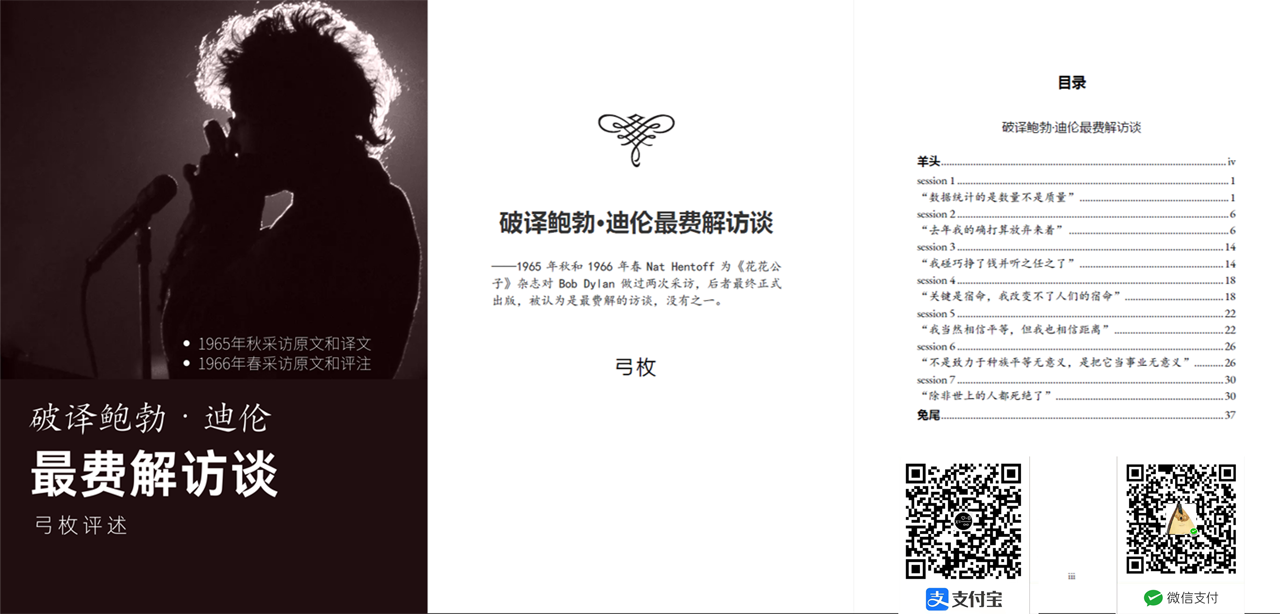 • 1965年秋采访原文和译文
• 1966年春采访原文和评注
破译鲍勃·迪伦
最费解访谈
弓枚评述
破译鲍勃•迪伦最费解访谈
——1965 年秋和 1966 年春 Nat Hentoff 为《花花公
子》杂志对 Bob Dylan 做过两次采访，后者最终正式
出版，被认为是最费解的访谈，没有之一。
弓枚
目录
破译鲍勃·迪伦最费解访谈
羊头 iv
session 1 1
“数据统计的是数量不是质量” 1
session 2 6
“去年我的确打算放弃来着” 6
session 3 14
“我碰巧挣了钱并听之任之了” 14
session 4 18
“关键是宿命，我改变不了人们的宿命” 18
session 5 22
“我当然相信平等，但我也相信距离” 22
session 6 26
“不是致力于种族平等无意义，是把它当事业无意义” 26
session 7 30
“除非世上的人都死绝了” 30
兔尾 37
iii
支 支付宝
微信支付